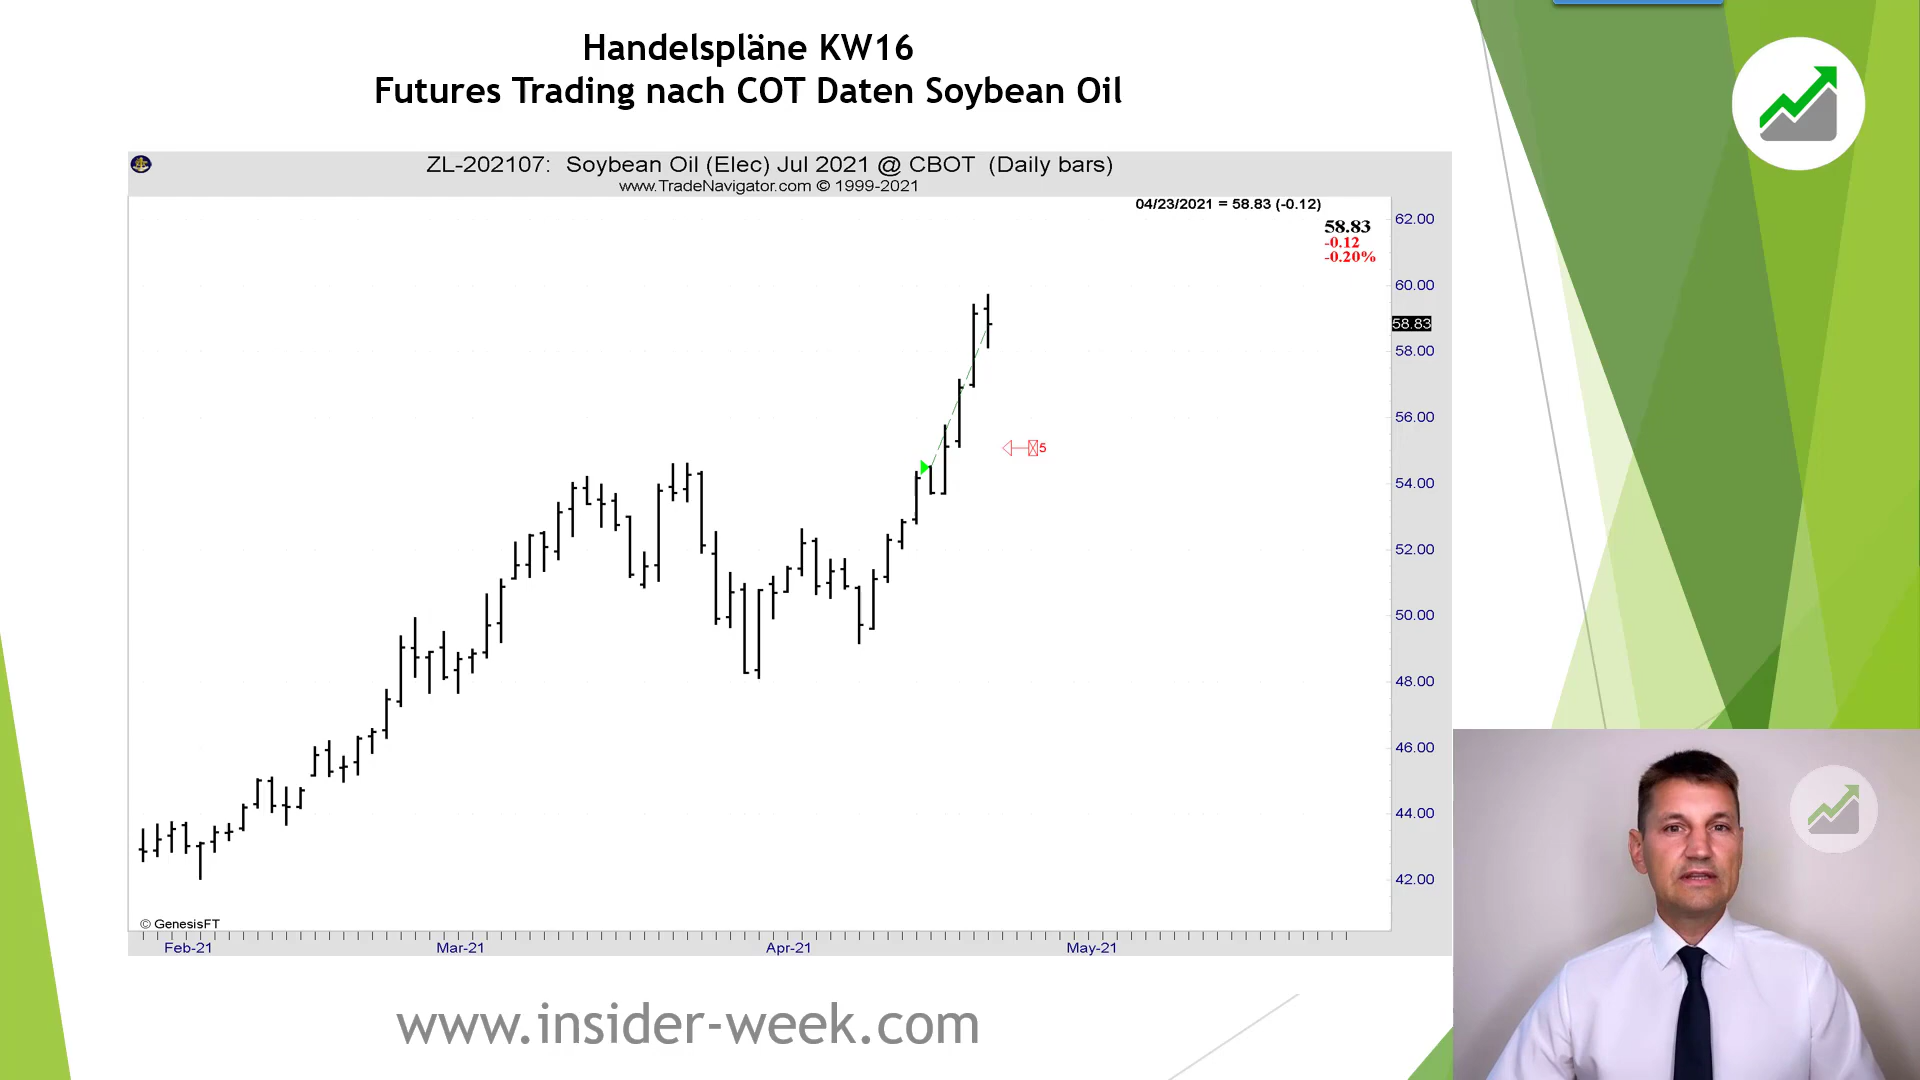 Handelspläne KW16
Futures Trading nach COT Daten Soybean Oil
ZL-202107: Soybean Oil (Elec) Jul 2021 @ CBOT (Daily bars)
www.TradeNavigator.com © 1999-2021
04/23/2021 = 58.83 (-0.12)
58.83
-0.12
-0.20%
62.00
60.00
58.83
58.00
56.00
5
54.00
52.00
50.00
48.00
46.00
44.00
42.00
© GenesisFT
Feb-21 Mar-21 Apr-21 May-21
www.insider-week.com